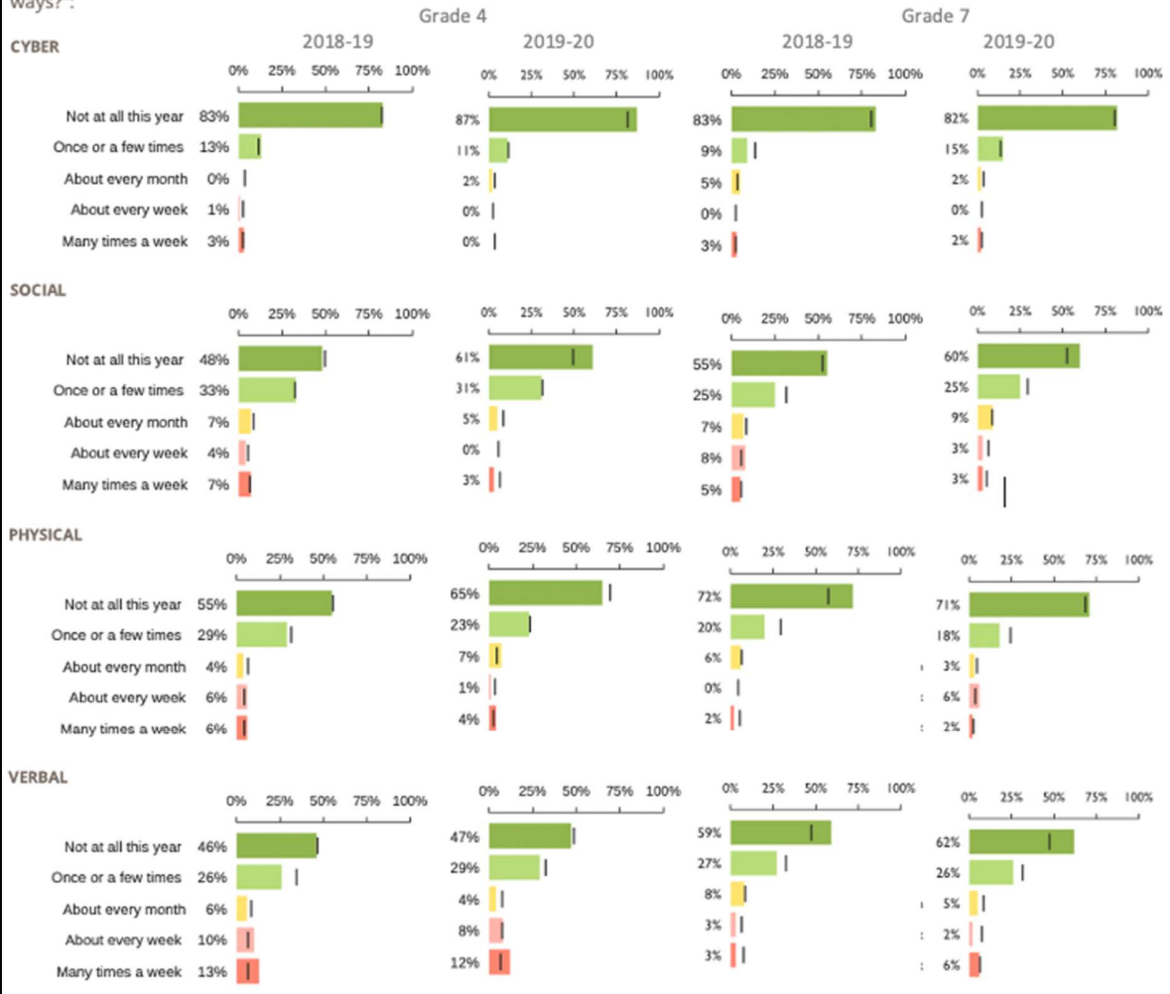 ways?":
Grade 4 Grade 7
CYBER 2018-19 2019-20 2018-19 2019-20
0% 25% 50% 75% 100% 0% 25% 50% 75% 100% 0% 25% 50% 75% 100% 0% 25% 50% 75% 100%
Not at all this year 83% 87% 83% 82%
Once or a few times 13% 11% 9% 15%
About every month 0% 2% 5% 2%
About every week 1% 0% 0% 0%
Many times a week 3% 0% 3% 2%
SOCIAL
0% 25% 50% 75% 100% 0% 25% 50% 75% 100% 0% 25% 50% 75% 100% 0% 25% 50% 75% 100%
Not at all this year 48% 61% 55% 60%
Once or a few times 33% 31% 25% 25%
About every month 7% 5% 7% 9%
About every week 4% 0% 8% 3%
Many times a week 7% 3% 5% 3%
PHYSICAL
0% 25% 50% 75% 100% 0% 25% 50% 75% 100% 0% 25% 50% 75% 100% 0% 25% 50% 75% 100%
Not at all this year 55% 65% 72% 71%
Once or a few times 29% 23% 20% 18%
About every month 4% 7% 6% 3%
About every week 6% 1% 0% 6%
Many times a week 6% 4% 2% 2%
VERBAL
0% 25% 50% 75% 100% 0% 25% 50% 75% 100% 0% 25% 50% 75% 100% 0% 25% 50% 75% 100%
Not at all this year 46% 47% 59% 62%
Once or a few times 26% 29% 27% 26%
About every month 6% 4% 8% 5%
About every week 10% 8% 3% 2%
Many times a week 13% 12% 3% 6%